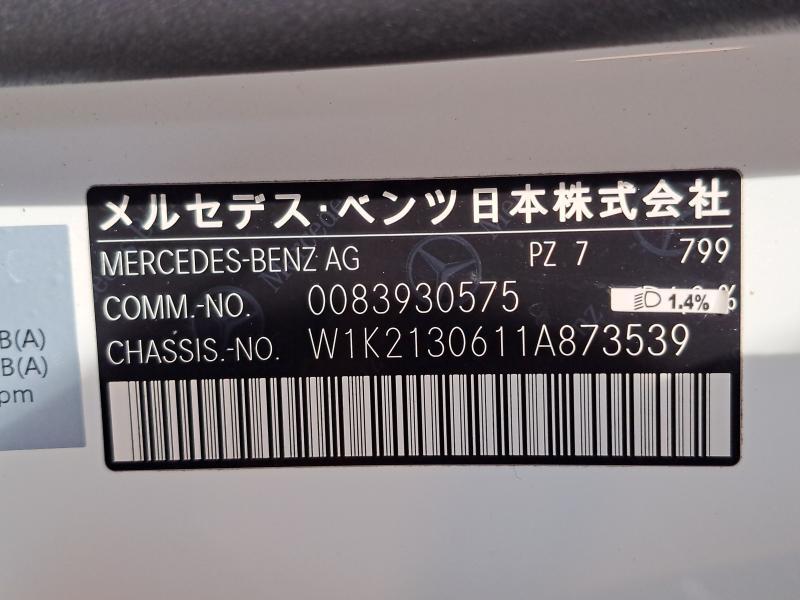 メルセデス・ベンツ日本株式会社
MERCEDES-BENZ AG PZ 7 799
COMM.-NO. 0083930575 1.4% %
CHASSIS.-NO. W1K2130611A873539
B(A)
B(A)
pm